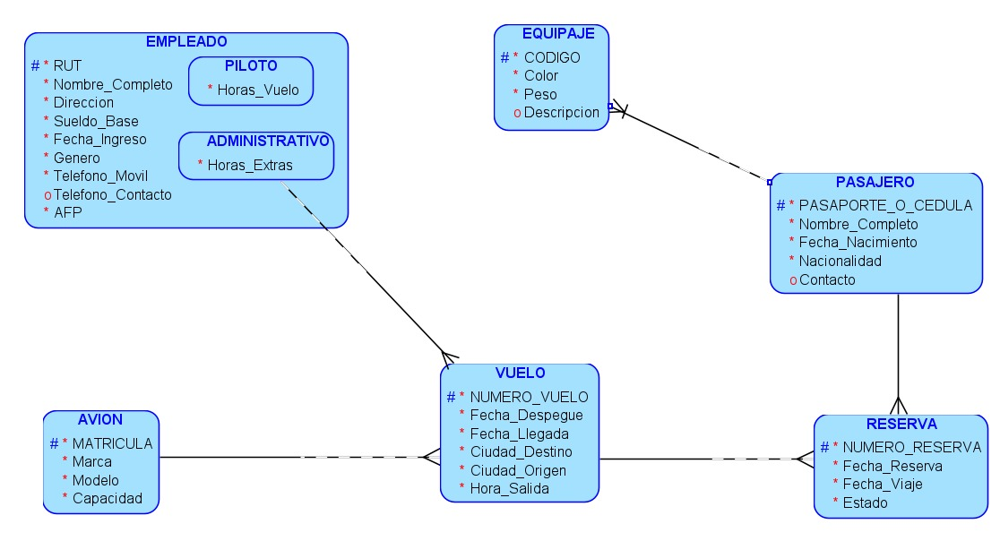 EMPLEADO
# * RUT
* Nombre_Completo
* Direccion
* Sueldo_Base
* Fecha_Ingreso
* Genero
* Telefono_Movil
o Telefono_Contacto
* AFP
PILOTO
* Horas_Vuelo
ADMINISTRATIVO
* Horas_Extras
EQUIPAJE
# * CODIGO
* Color
* Peso
o Descripcion
PASAJERO
# * PASAPORTE_O_CEDULA
* Nombre_Completo
* Fecha_Nacimiento
* Nacionalidad
o Contacto
AVION
# * MATRICULA
* Marca
* Modelo
* Capacidad
VUELO
# * NUMERO_VUELO
* Fecha_Despegue
* Fecha_Llegada
* Ciudad_Destino
* Ciudad_Origen
* Hora_Salida
RESERVA
# * NUMERO_RESERVA
* Fecha_Reserva
* Fecha_Viaje
* Estado